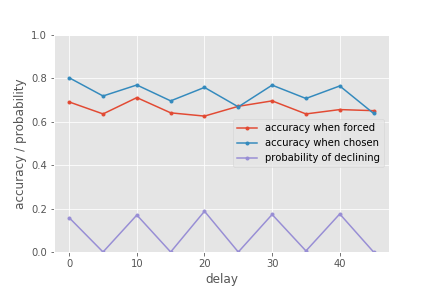 1.0
0.8
0.6
0.4
0.2
0.0
accuracy / probability
accuracy when forced
accuracy when chosen
probability of declining
0 10 20 30 40
delay